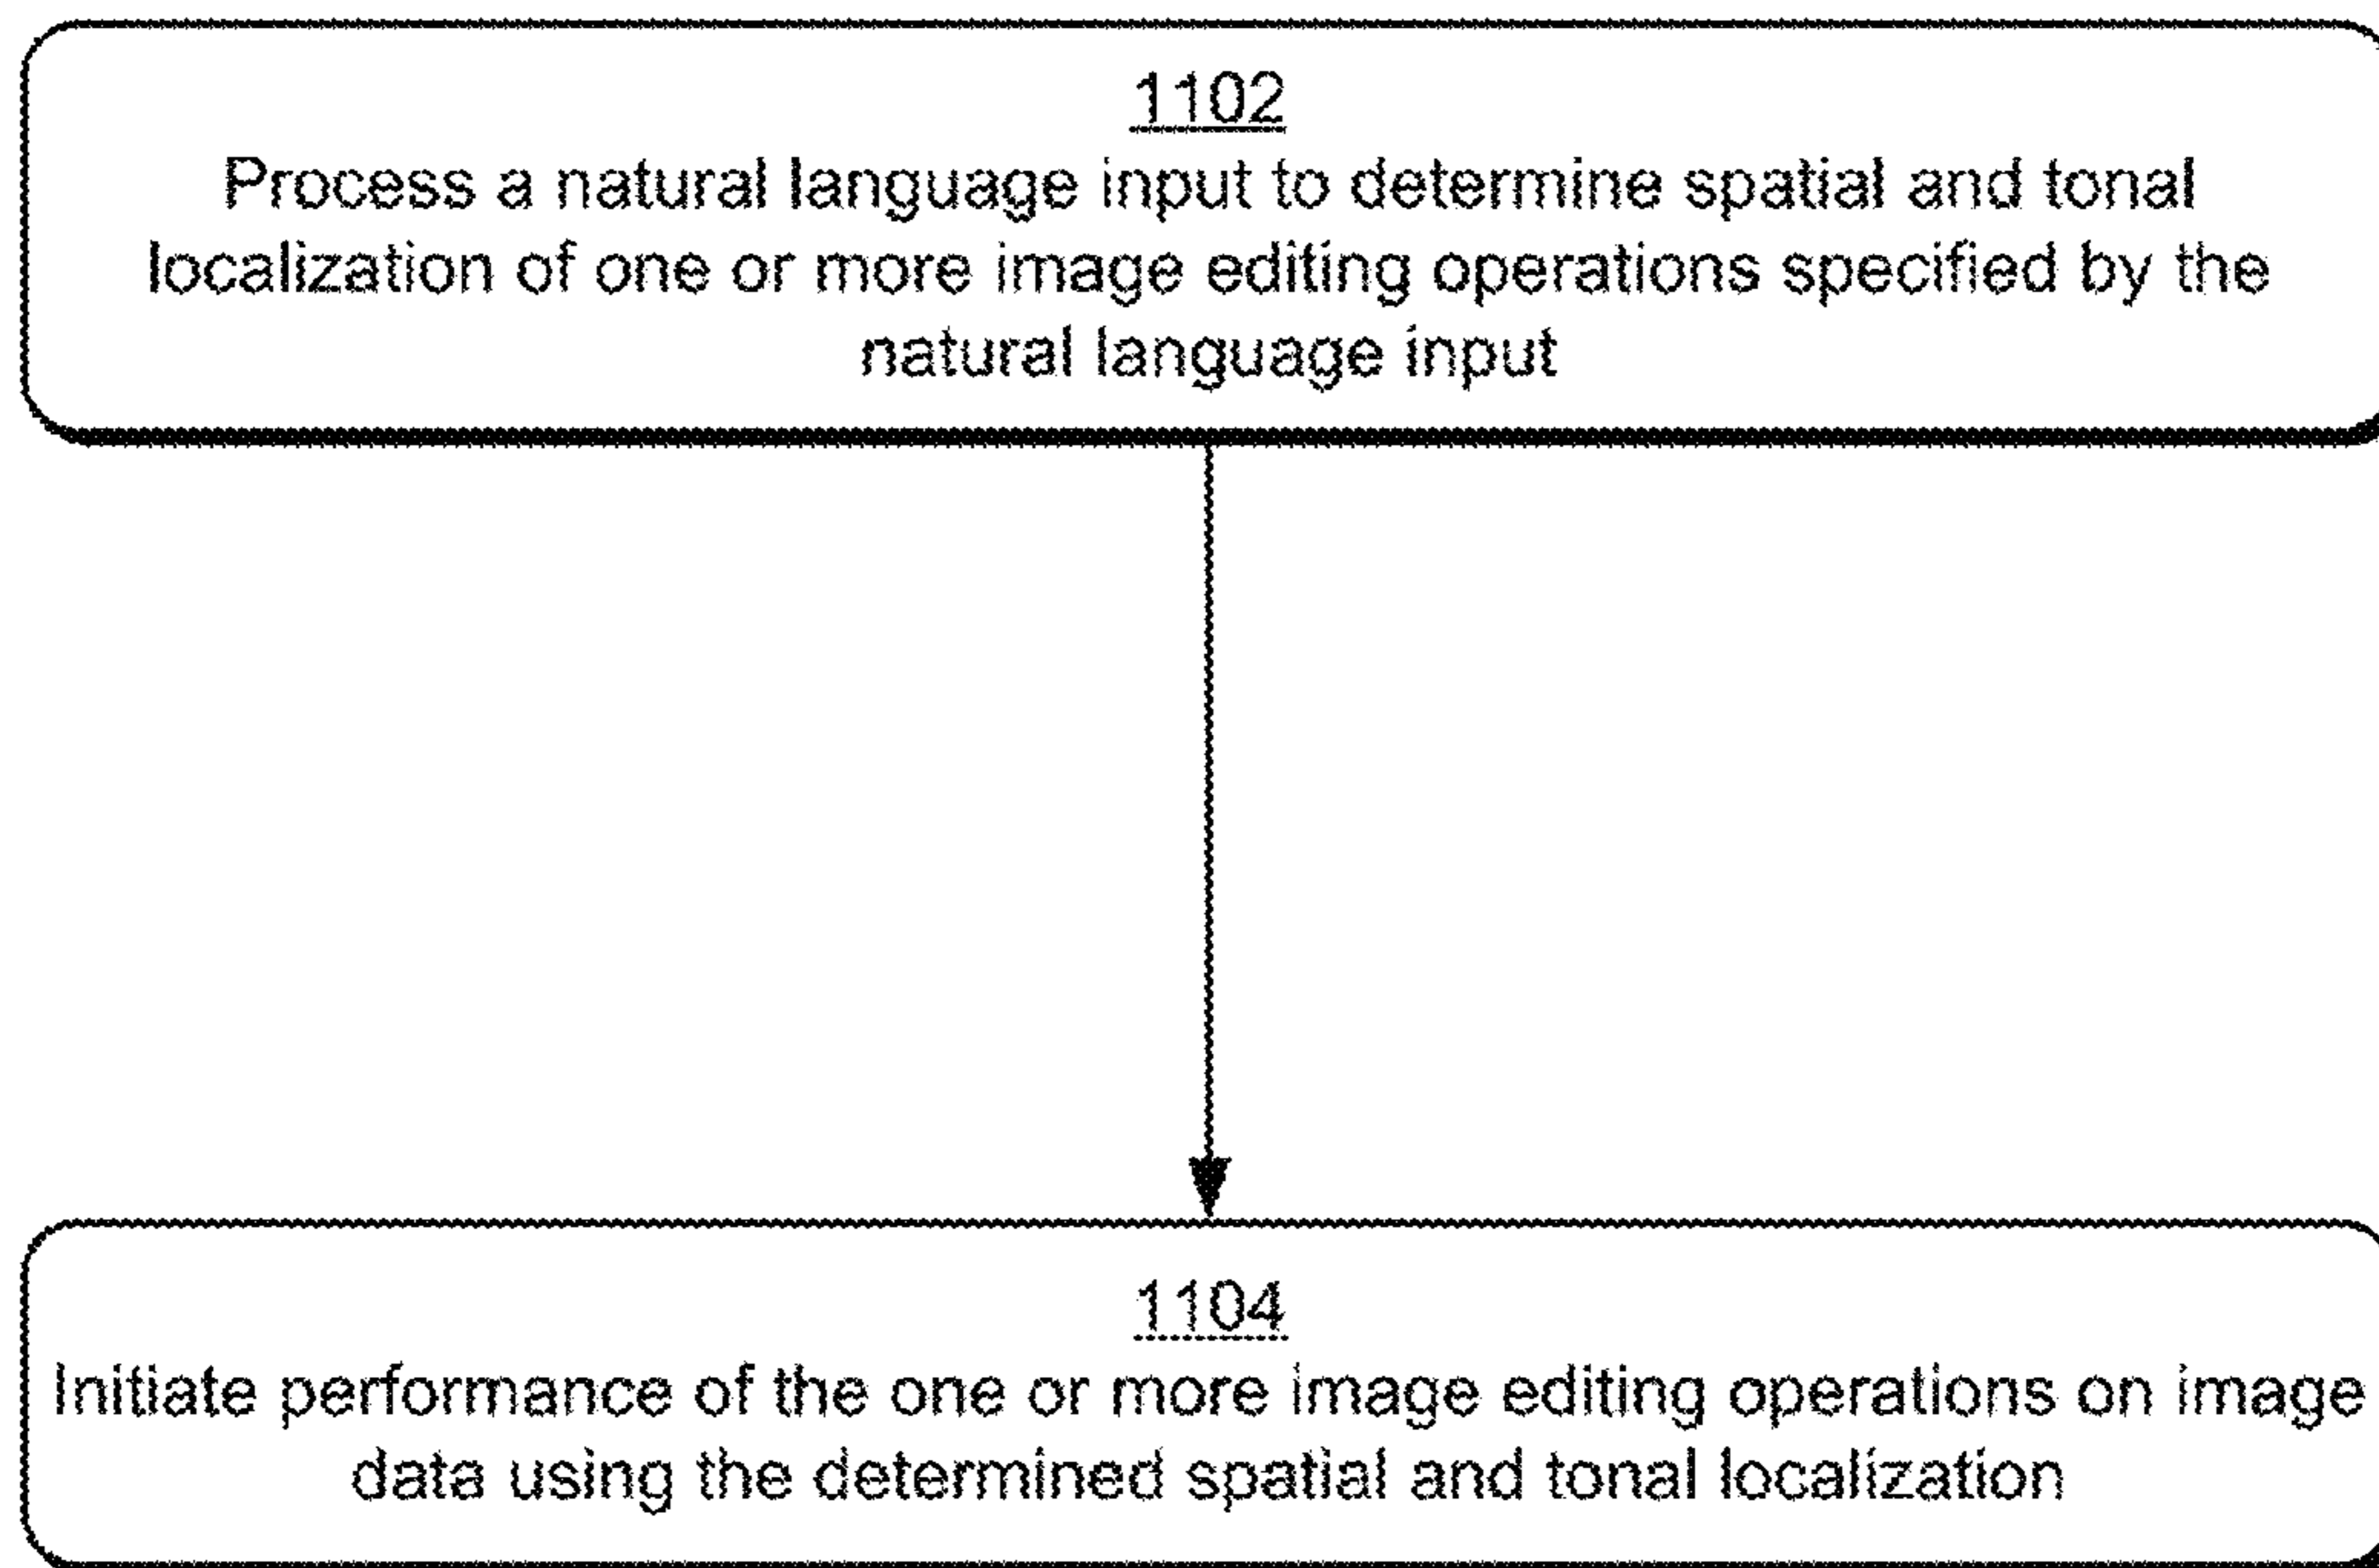 1102
Process a natural language input to determine spatial and tonal
localization of one or more image editing operations specified by the
natural language input
1104
Initiate performance of the one or more image editing operations on image
data using the determined spatial and tonal localization